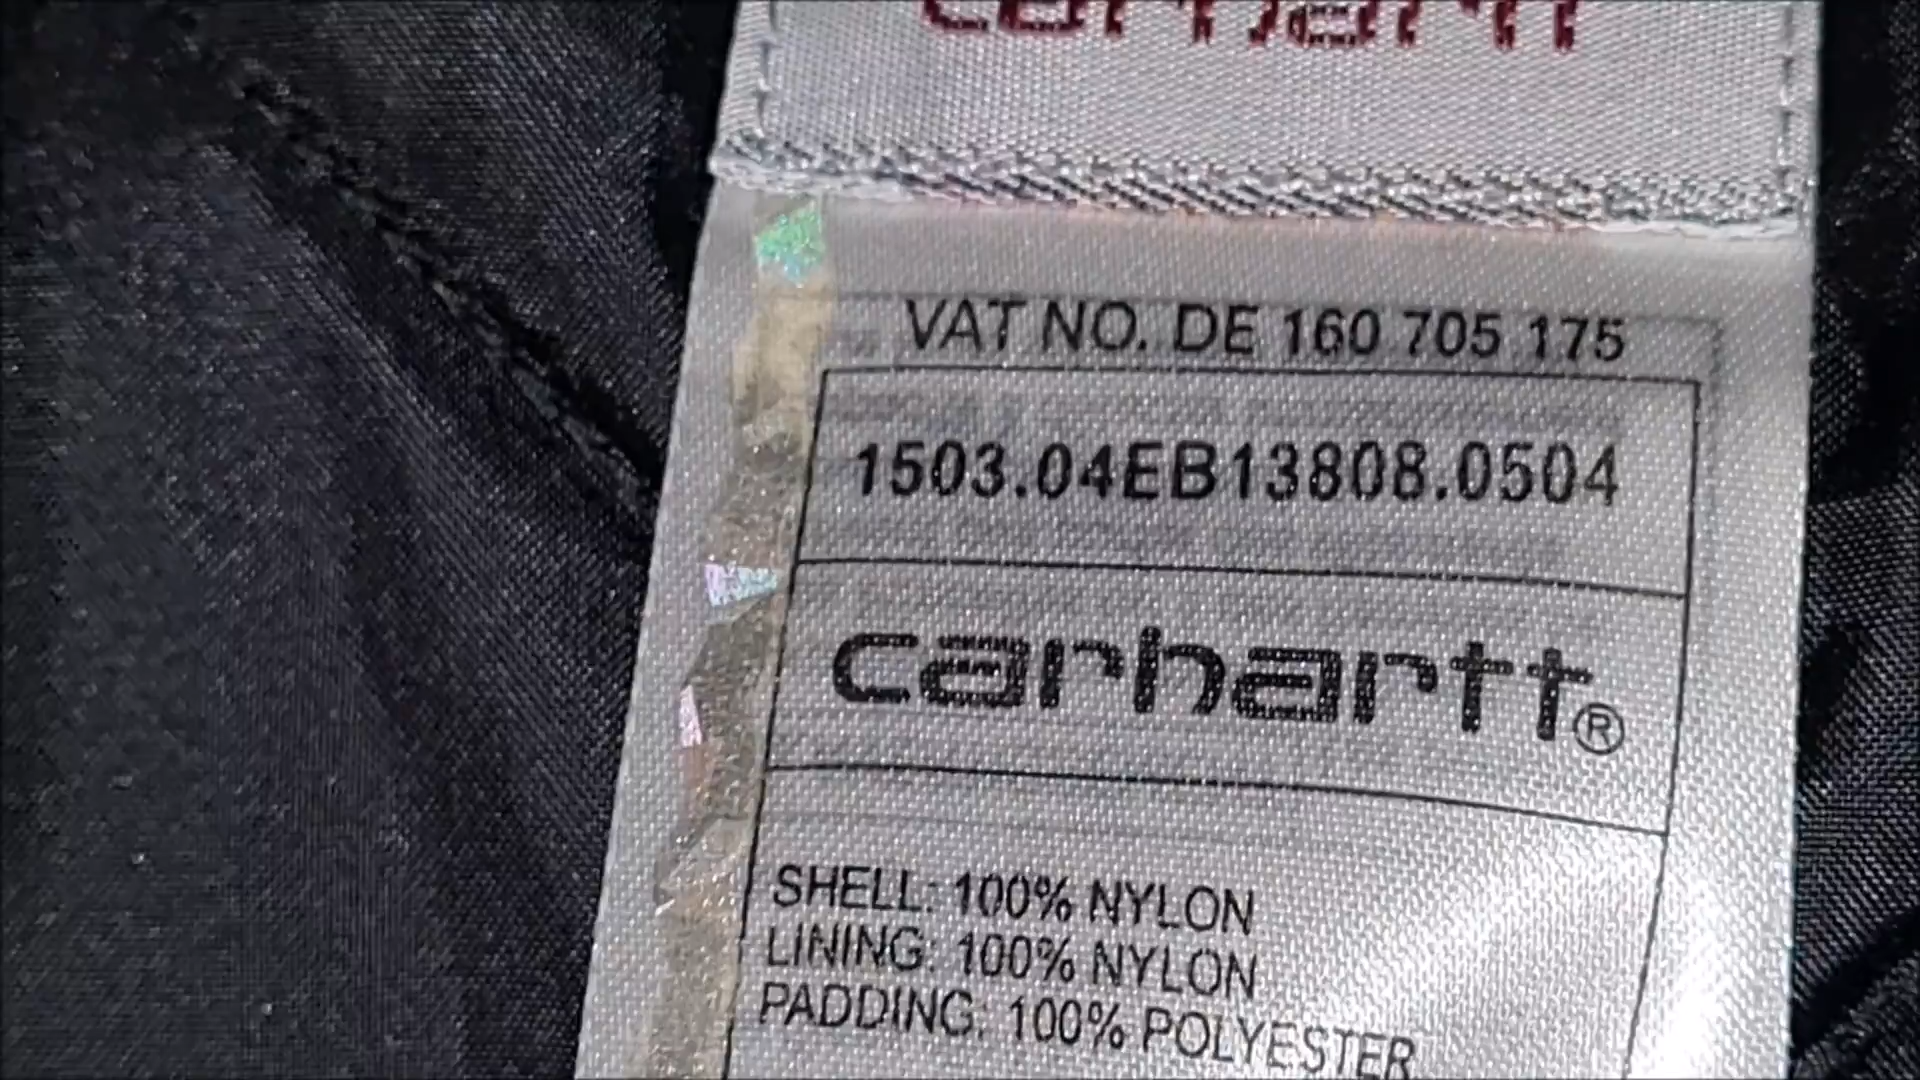 carhartt
VAT NO. DE 160 705 175
1503.04EB13808.0504
carhartt®
SHELL: 100% NYLON
LINING: 100% NYLON
PADDING: 100% POLYESTER